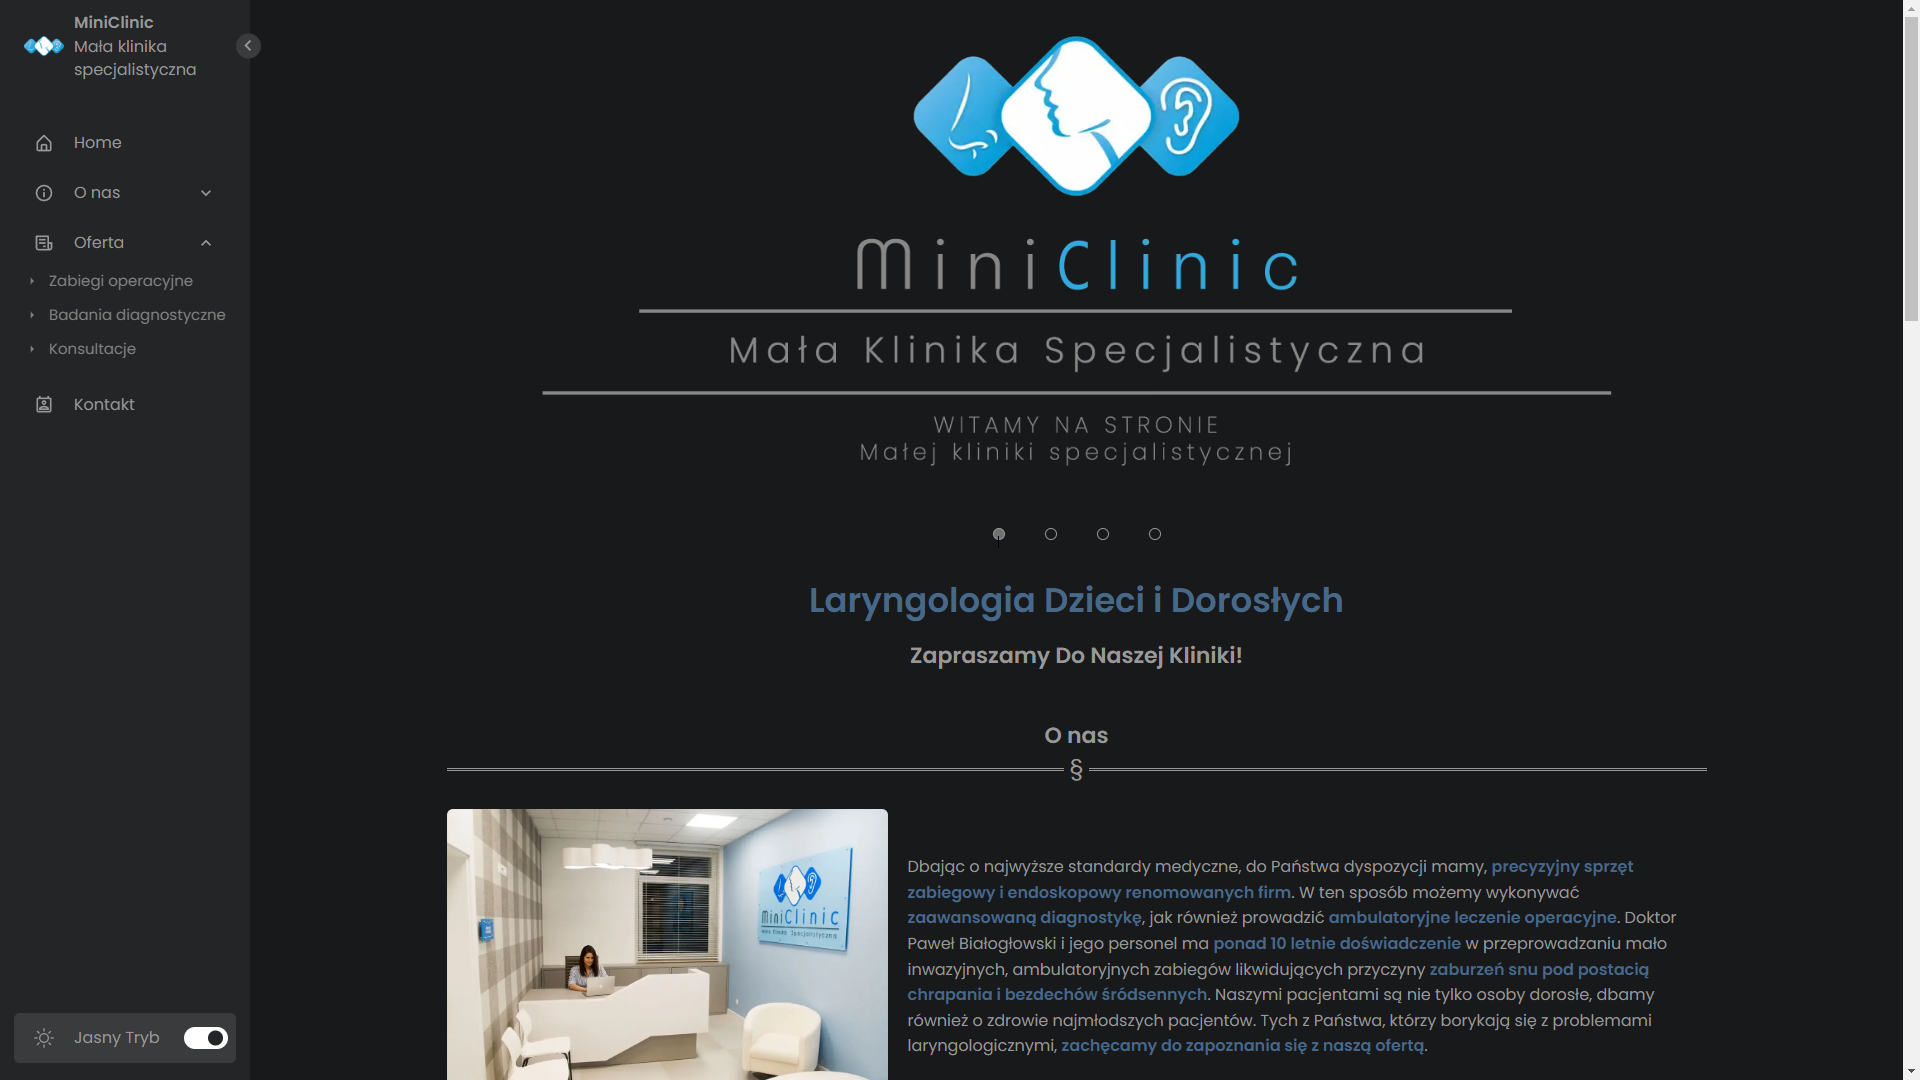 MiniClinic
Mała klinika
specjalistyczna
Home
O nas
Oferta
Zabiegi operacyjne
Badania diagnostyczne
Konsultacje
Kontakt
Jasny Tryb
MiniClinic
Mała Klinika Specjalistyczna
WITAMY NA STRONIE
Małej kliniki specjalistycznej
Laryngologia Dzieci i Dorosłych
Zapraszamy Do Naszej Kliniki!
O nas
§
MiniClinic
Mała Klinika Specjalistyczna
Dbając o najwyższe standardy medyczne, do Państwa dyspozycji mamy, precyzyjny sprzęt
zabiegowy i endoskopowy renomowanych firm. W ten sposób możemy wykonywać
zaawansowaną diagnostykę, jak również prowadzić ambulatoryjne leczenie operacyjne. Doktor
Paweł Białogłowski i jego personel ma ponad 10 letnie doświadczenie w przeprowadzaniu mało
inwazyjnych, ambulatoryjnych zabiegów likwidujących przyczyny zaburzeń snu pod postacią
chrapania i bezdechów śródsennych. Naszymi pacjentami są nie tylko osoby dorosłe, dbamy
również o zdrowie najmłodszych pacjentów. Tych z Państwa, którzy borykają się z problemami
laryngologicznymi, zachęcamy do zapoznania się z naszą ofertą.